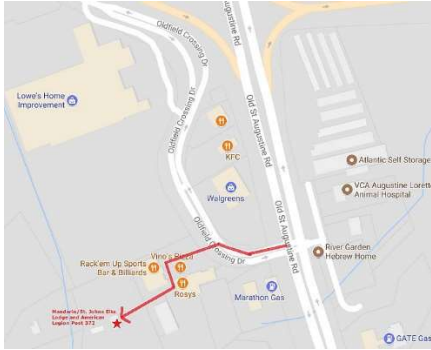 Augustine Rd
Oldfield Crossing Dr
Lowe's Home
Improvement
Oldfield Crossing Dr
Old St Augustine Rd
KFC
Atlantic Self Storage
VCA Augustine Lorett
Animal Hospital
Walgreens
Old St Augustine Rd
Oldfield Crossing Dr
River Garden
Hebrew Home
Vino's Pizza
Rack'em Up Sports
Bar & Billiards
Rosys
Marathon Gas
Mandarin/St. Johns Elks
Lodge and American
Legion Post 372
GATE Gas